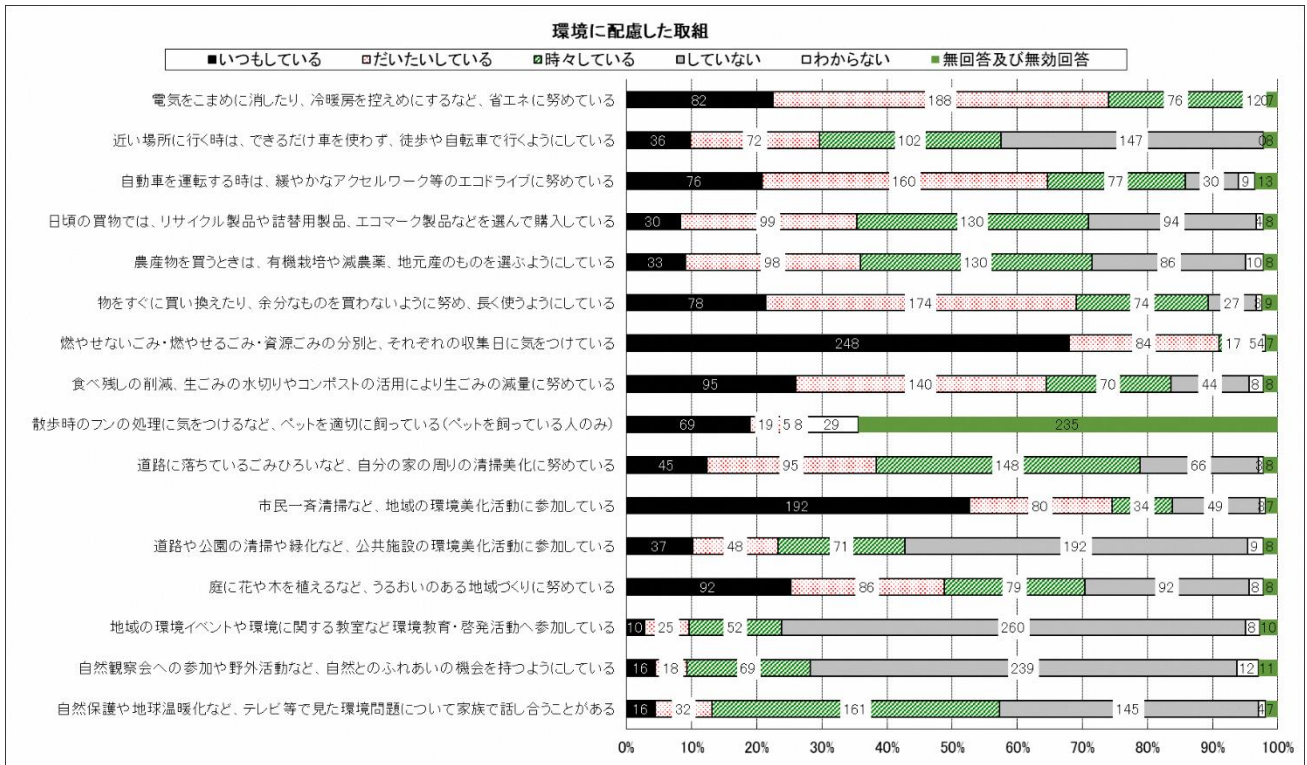 環境に配慮した取組
■いつもしている だいたいしている 時々している していない わからない ■無回答及び無効回答
電気をこまめに消したり、冷暖房を控えめにするなど、省エネに努めている 82 188 76 12 0 7
近い場所に行く時は、できるだけ車を使わず、徒歩や自転車で行くようにしている 36 72 102 147 0 8
自動車を運転する時は、緩やかなアクセルワーク等のエコドライブに努めている 76 160 77 30 9 13
日頃の買物では、リサイクル製品や詰替用製品、エコマーク製品などを選んで購入している 30 99 130 94 4 8
農産物を買うときは、有機栽培や減農薬、地元産のものを選ぶようにしている 33 98 130 86 10 8
物をすぐに買い換えたり、余分なものを買わないように努め、長く使うようにしている 78 174 74 27 3 9
燃やせないごみ・燃やせるごみ・資源ごみの分別と、それぞれの収集日に気をつけている 248 84 17 5 4 7
食べ残しの削減、生ごみの水切りやコンポストの活用により生ごみの減量に努めている 95 140 70 44 8 8
散歩時のフンの処理に気をつけるなど、ペットを適切に飼っている(ペットを飼っている人のみ) 69 19 5 8 29 235
道路に落ちているごみひろいなど、自分の家の周りの清掃美化に努めている 45 95 148 66 3 8
市民一斉清掃など、地域の環境美化活動に参加している 192 80 34 49 3 7
道路や公園の清掃や緑化など、公共施設の環境美化活動に参加している 37 48 71 192 9 8
庭に花や木を植えるなど、うるおいのある地域づくりに努めている 92 86 79 92 8 8
地域の環境イベントや環境に関する教室など環境教育・啓発活動へ参加している 10 25 52 260 8 10
自然観察会への参加や野外活動など、自然とのふれあいの機会を持つようにしている 16 18 69 239 12 11
自然保護や地球温暖化など、テレビ等で見た環境問題について家族で話し合うことがある 16 32 161 145 4 7
0% 10% 20% 30% 40% 50% 60% 70% 80% 90% 100%